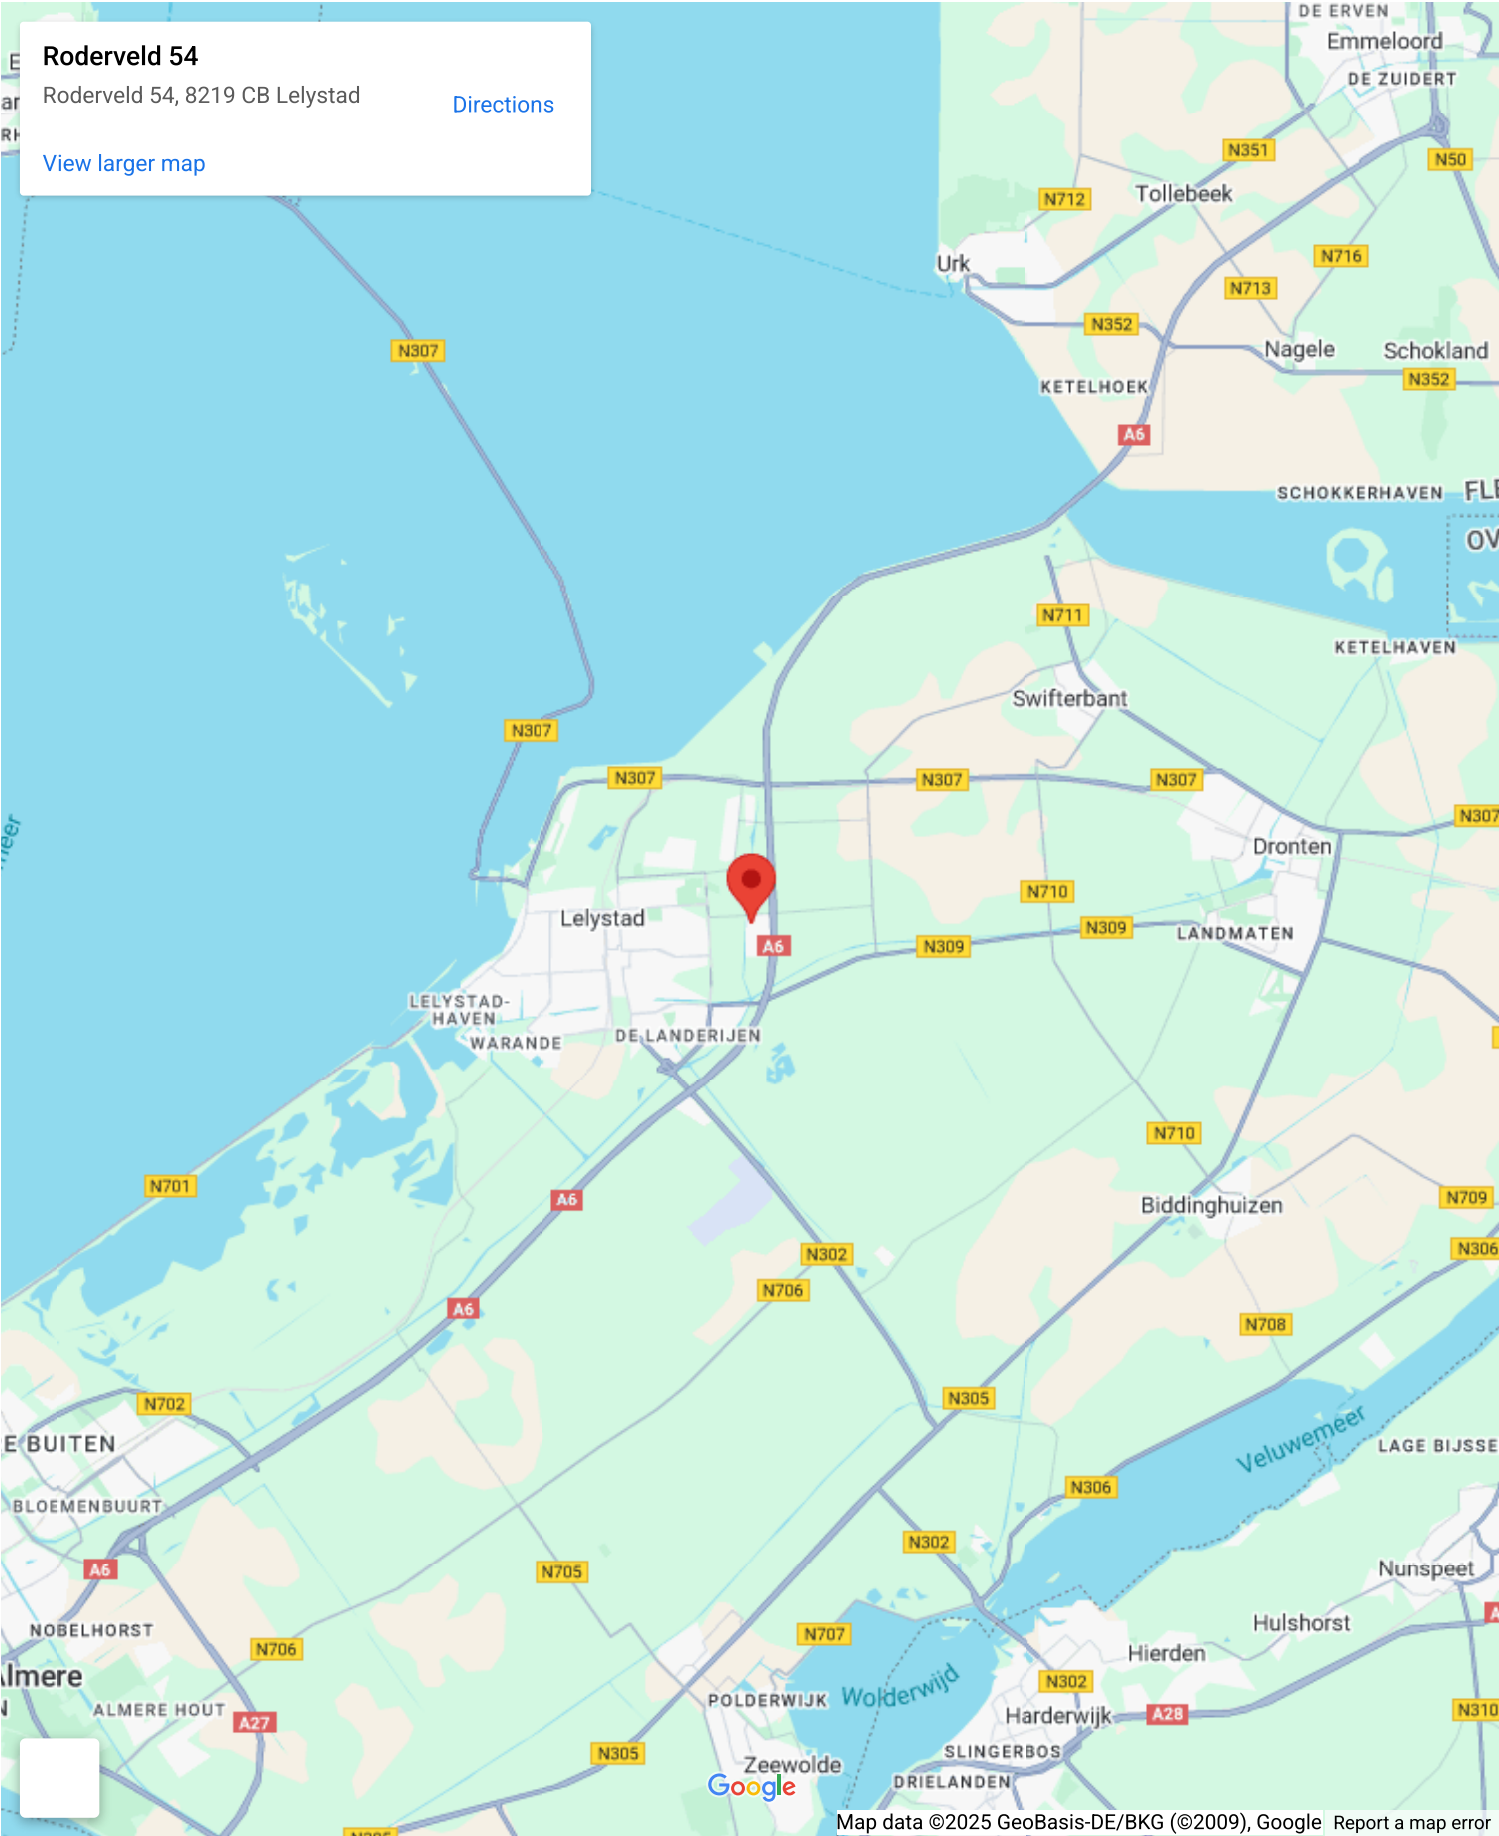 Roderveld 54
Roderveld 54, 8219 CB Lelystad
Directions
View larger map
DE ERVEN
Emmeloord
DE ZUIDERT
N351
N50
N712
Tollebeek
N716
Urk
N713
N352
Nagele
Schokland
N307
N352
KETELHOEK
A6
SCHOKKERHAVEN
N711
KETELHAVEN
Swifterbant
N307
N307
N307
N307
N307
Dronten
N710
Lelystad
N309
LANDMATEN
A6
N309
LELYSTAD-
HAVEN
WARANDE
DE LANDERIJEN
N710
N701
A6
Biddinghuizen
N709
N302
N306
N706
A6
N708
N305
N702
E BUITEN
Veluwemeer
LAGE BIJSSE
N306
BLOEMENBUURT
N302
A6
N705
Nunspeet
NOBELHORST
N707
Hulshorst
N706
Hierden
Almere
Wolderwijd
N302
POLDERWIJK
ALMERE HOUT
A27
Harderwijk
A28
N310
N305
SLINGERBOS
Zeewolde
DRIELANDEN
Google
Map data ©2025 GeoBasis-DE/BKG (©2009), Google
Report a map error